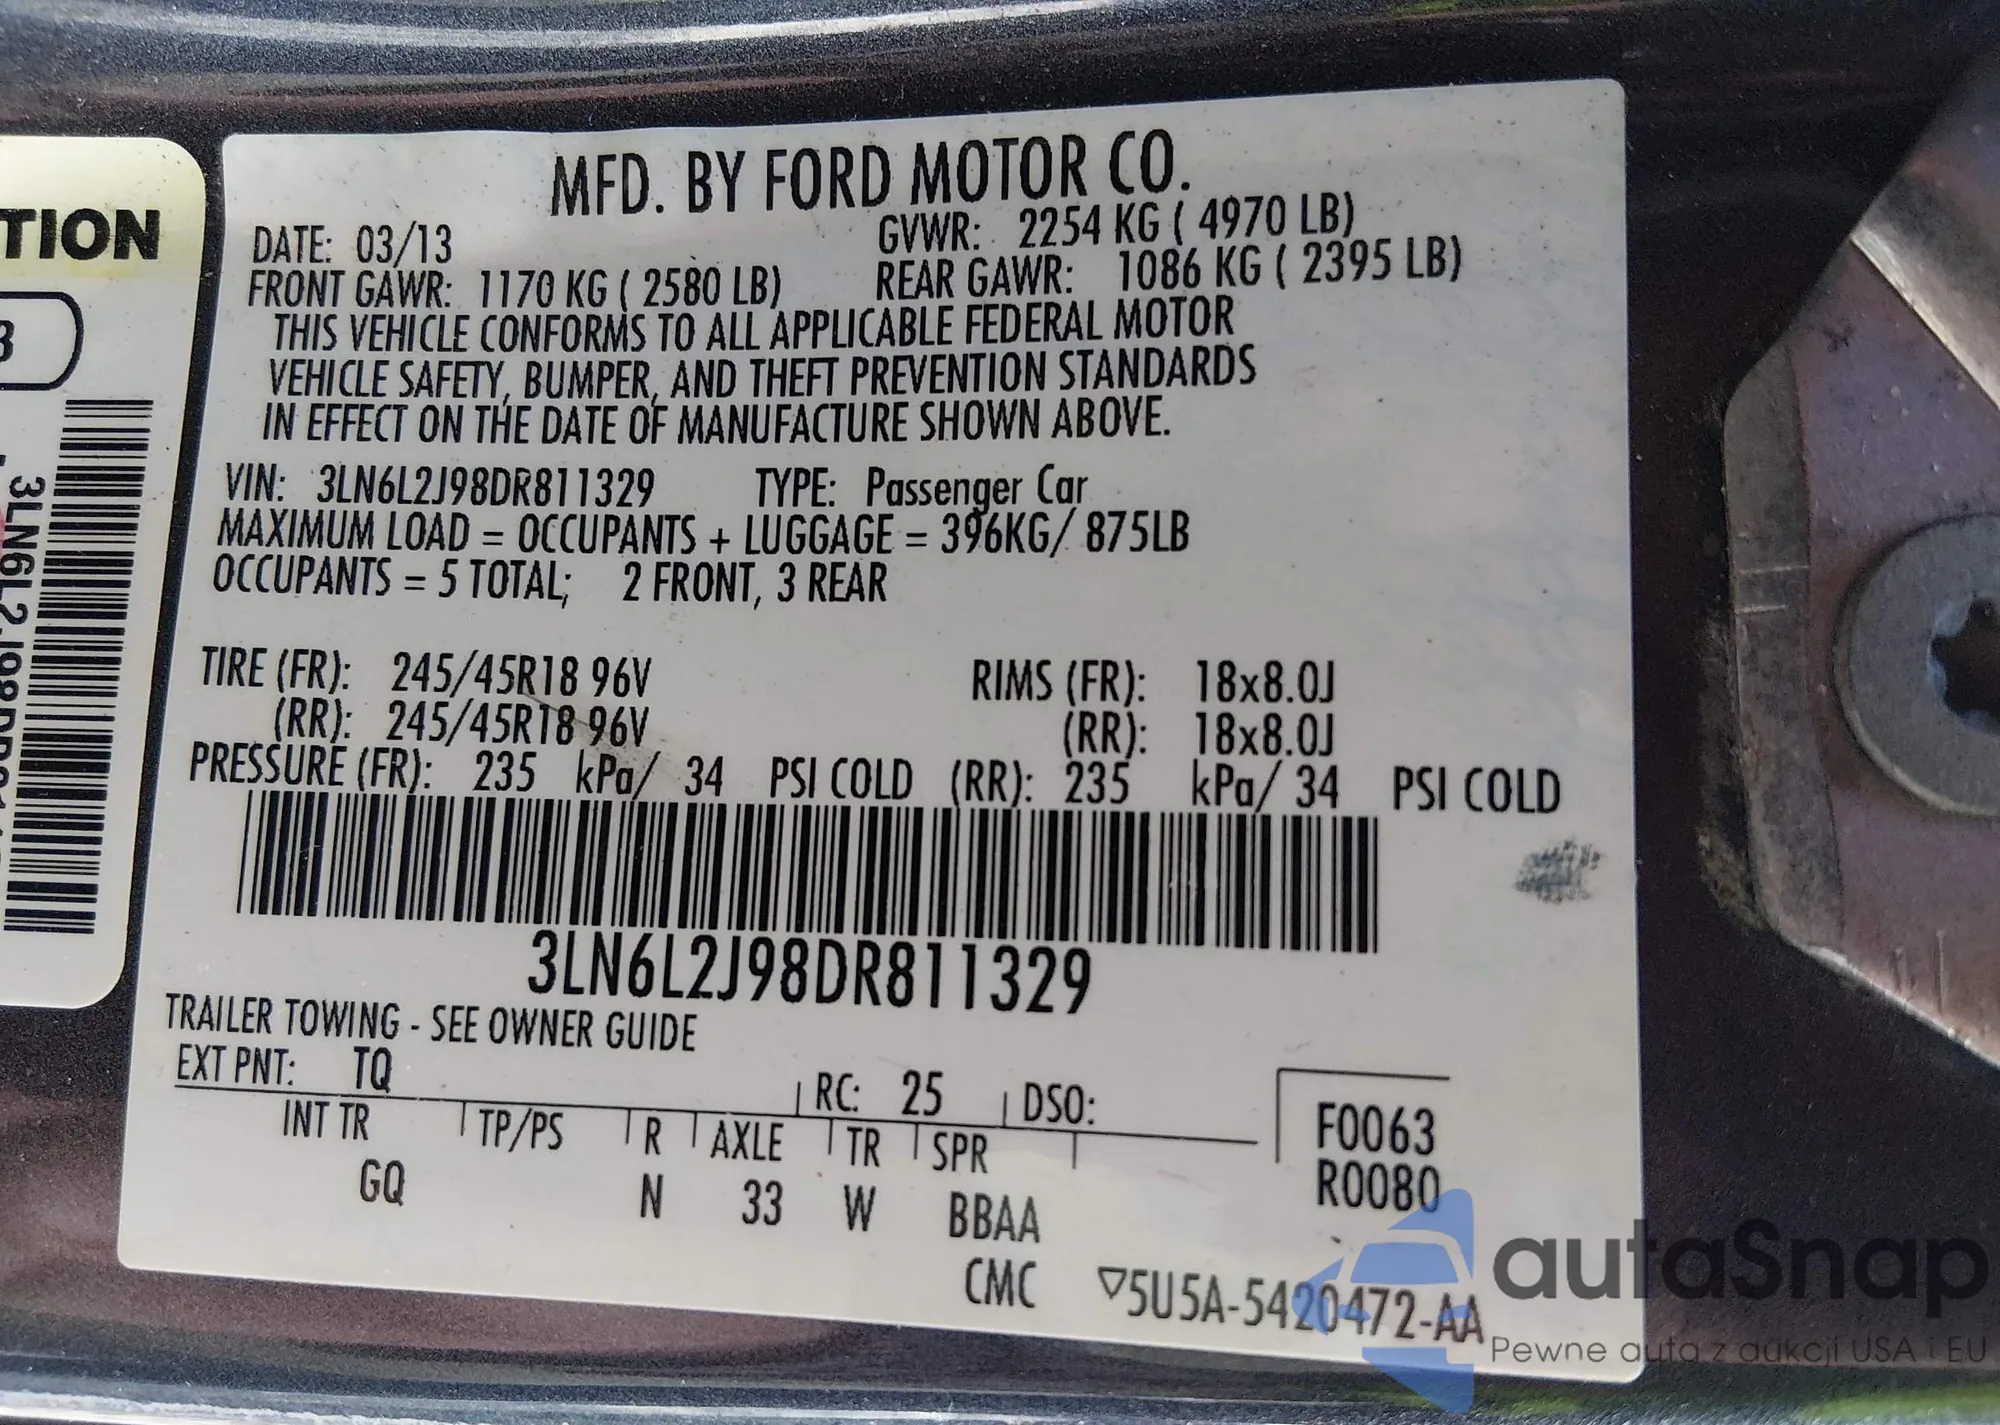 TION
3LN6L2J98DR811
MFD. BY FORD MOTOR CO.
DATE: 03/13 GVWR: 2254 KG ( 4970 LB)
FRONT GAWR: 1170 KG ( 2580 LB) REAR GAWR: 1086 KG ( 2395 LB)
THIS VEHICLE CONFORMS TO ALL APPLICABLE FEDERAL MOTOR
VEHICLE SAFETY, BUMPER, AND THEFT PREVENTION STANDARDS
IN EFFECT ON THE DATE OF MANUFACTURE SHOWN ABOVE.
VIN: 3LN6L2J98DR811329 TYPE: Passenger Car
MAXIMUM LOAD = OCCUPANTS + LUGGAGE = 396KG/ 875LB
OCCUPANTS = 5 TOTAL; 2 FRONT, 3 REAR
TIRE (FR): 245/45R18 96V RIMS (FR): 18x8.0J
(RR): 245/45R18 96V (RR): 18x8.0J
PRESSURE (FR): 235 kPa/ 34 PSI COLD (RR): 235 kPa/ 34 PSI COLD
3LN6L2J98DR811329
TRAILER TOWING - SEE OWNER GUIDE
EXT PNT: TQ RC: 25 DSO:
INT TR TP/PS R AXLE TR SPR F0063
GQ N 33 W BBAA R0080
CMC ▽5U5A-5420472-AA
autaSnap
Pewne auta z aukcji USA i EU